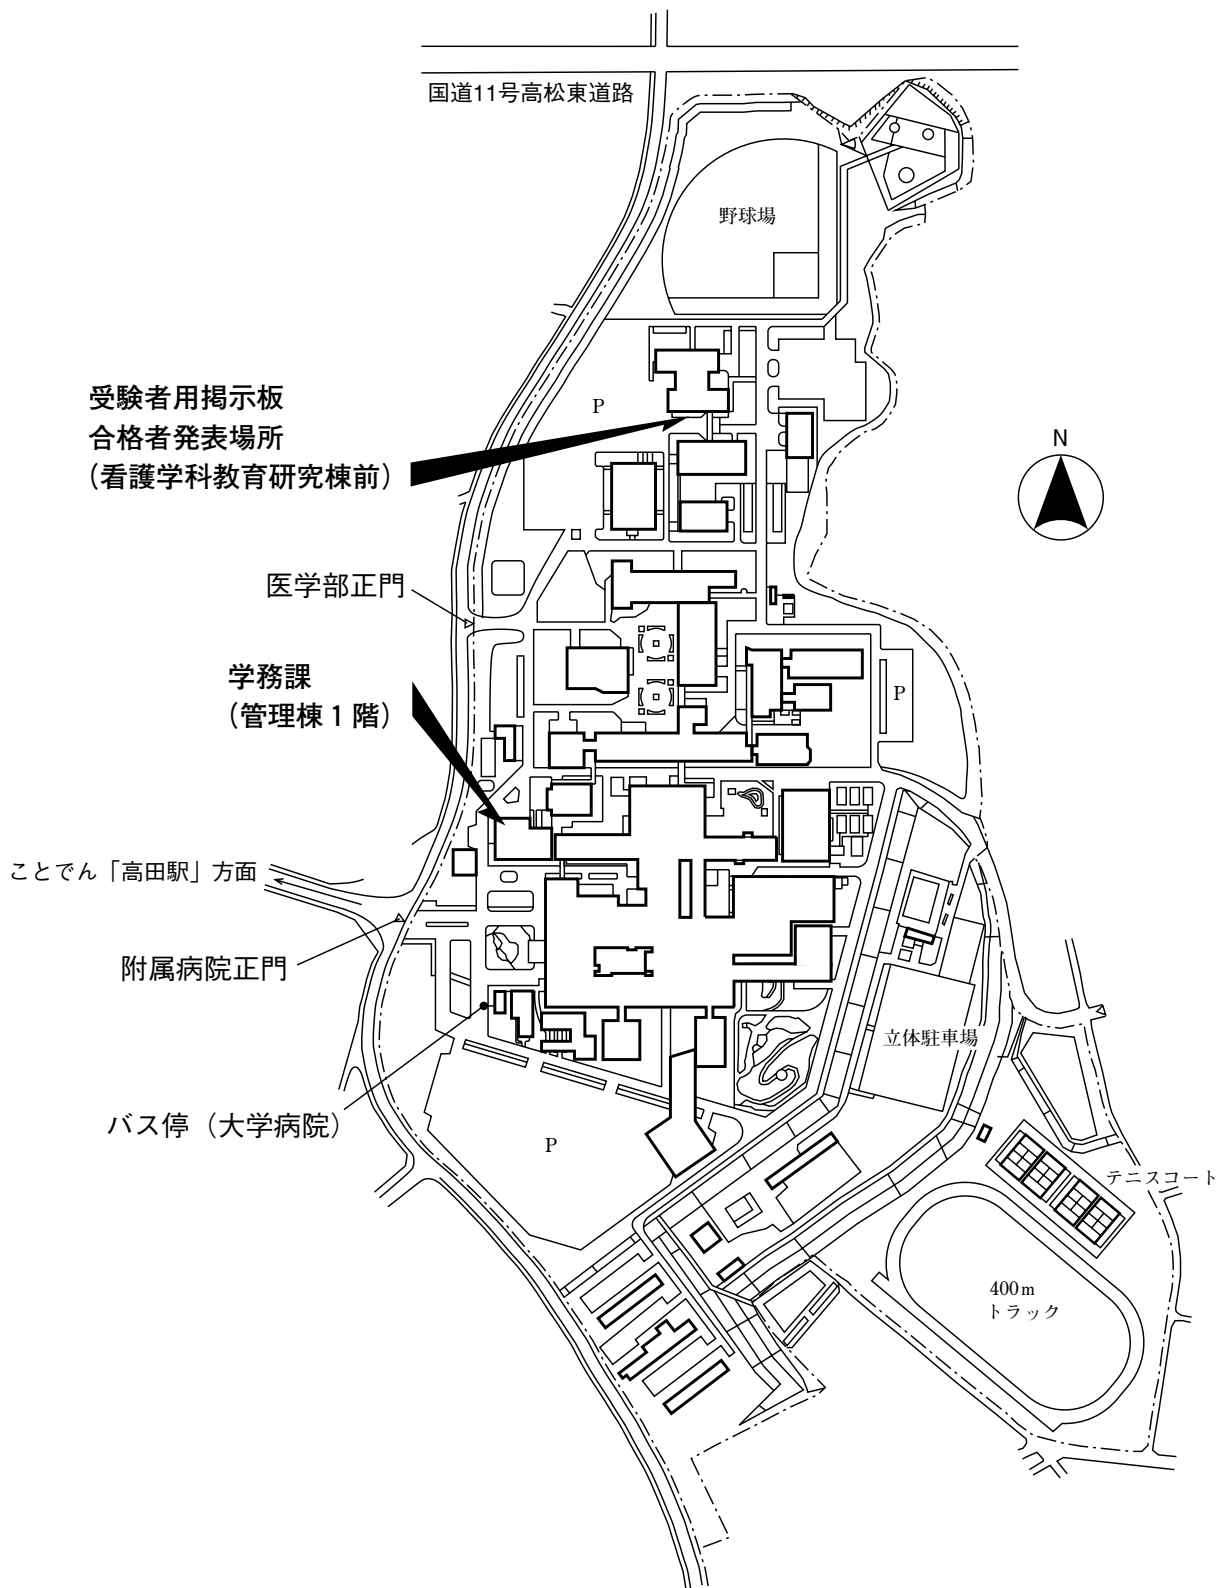 国道11号高松東道路
野球場
受験者用掲示板
合格者発表場所
（看護学科教育研究棟前）
P
N
医学部正門
学務課
（管理棟１階）
P
ことでん「高田駅」方面
附属病院正門
立体駐車場
バス停（大学病院）
P
テニスコート
400m
トラック